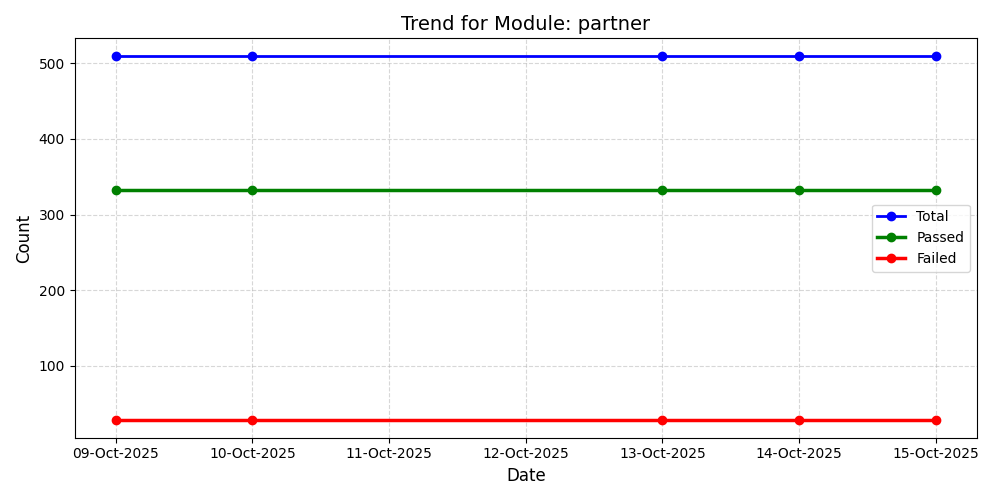 Trend for Module: partner
500
400
300
200
100
Count
Total
Passed
Failed
09-Oct-2025 10-Oct-2025 11-Oct-2025 12-Oct-2025 13-Oct-2025 14-Oct-2025 15-Oct-2025
Date